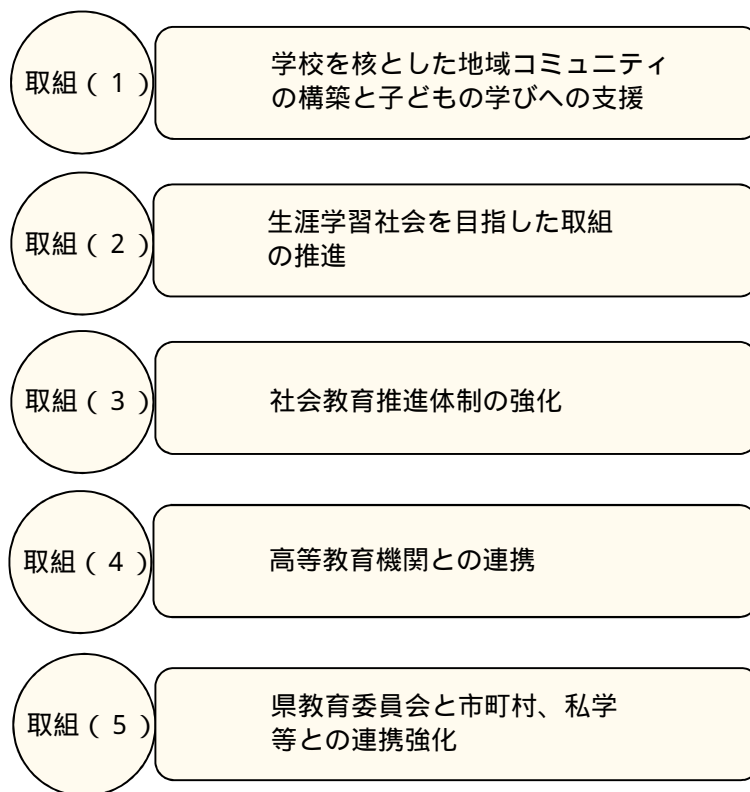 取組(1)
学校を核とした地域コミュニティ
の構築と子どもの学びへの支援
取組(2)
生涯学習社会を目指した取組
の推進
取組(3)
社会教育推進体制の強化
取組(4)
高等教育機関との連携
取組(5)
県教育委員会と市町村、私学
等との連携強化